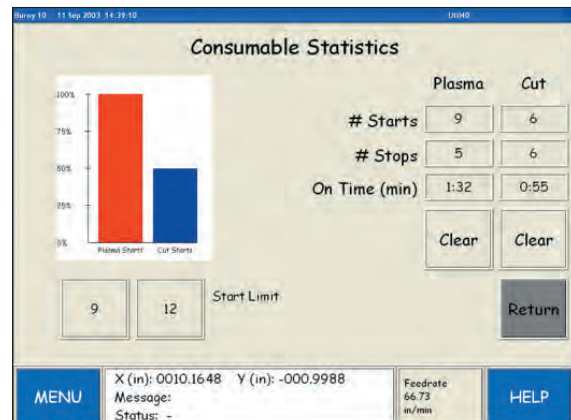 Burny 10 11 Sep 2003 14:39:10 Util40
Consumable Statistics
Plasma Cut
# Starts 9 6
# Stops 5 6
On Time (min) 1:32 0:55
Clear Clear
100%
75%
50%
25%
0%
Plasma Starts Cut Starts
9 12 Start Limit
Return
MENU
X (in): 0010.1648 Y (in): -000.9988
Message:
Status: -
Feedrate
66.73
in/min
HELP